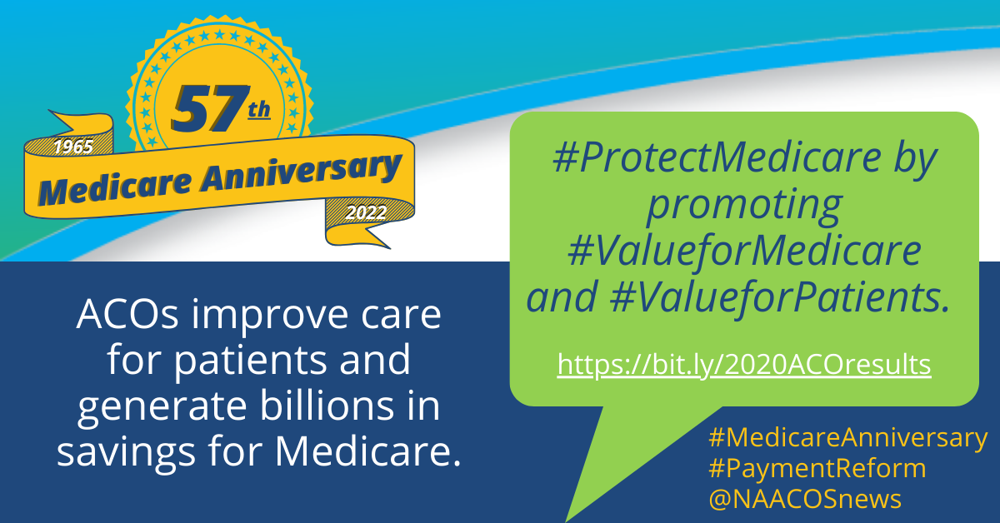 57th
1965
Medicare Anniversary
2022
ACOs improve care
for patients and
generate billions in
savings for Medicare.
#ProtectMedicare by
promoting
#ValueforMedicare
and #ValueforPatients.
https://bit.ly/2020ACOresults
#MedicareAnniversary
#PaymentReform
@NAACOSnews